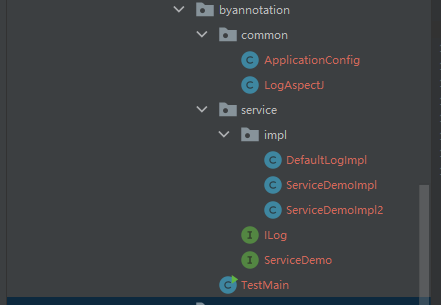 byannotation
common
ApplicationConfig
LogAspectJ
service
impl
DefaultLogImpl
ServiceDemoImpl
ServiceDemoImpl2
ILog
ServiceDemo
TestMain